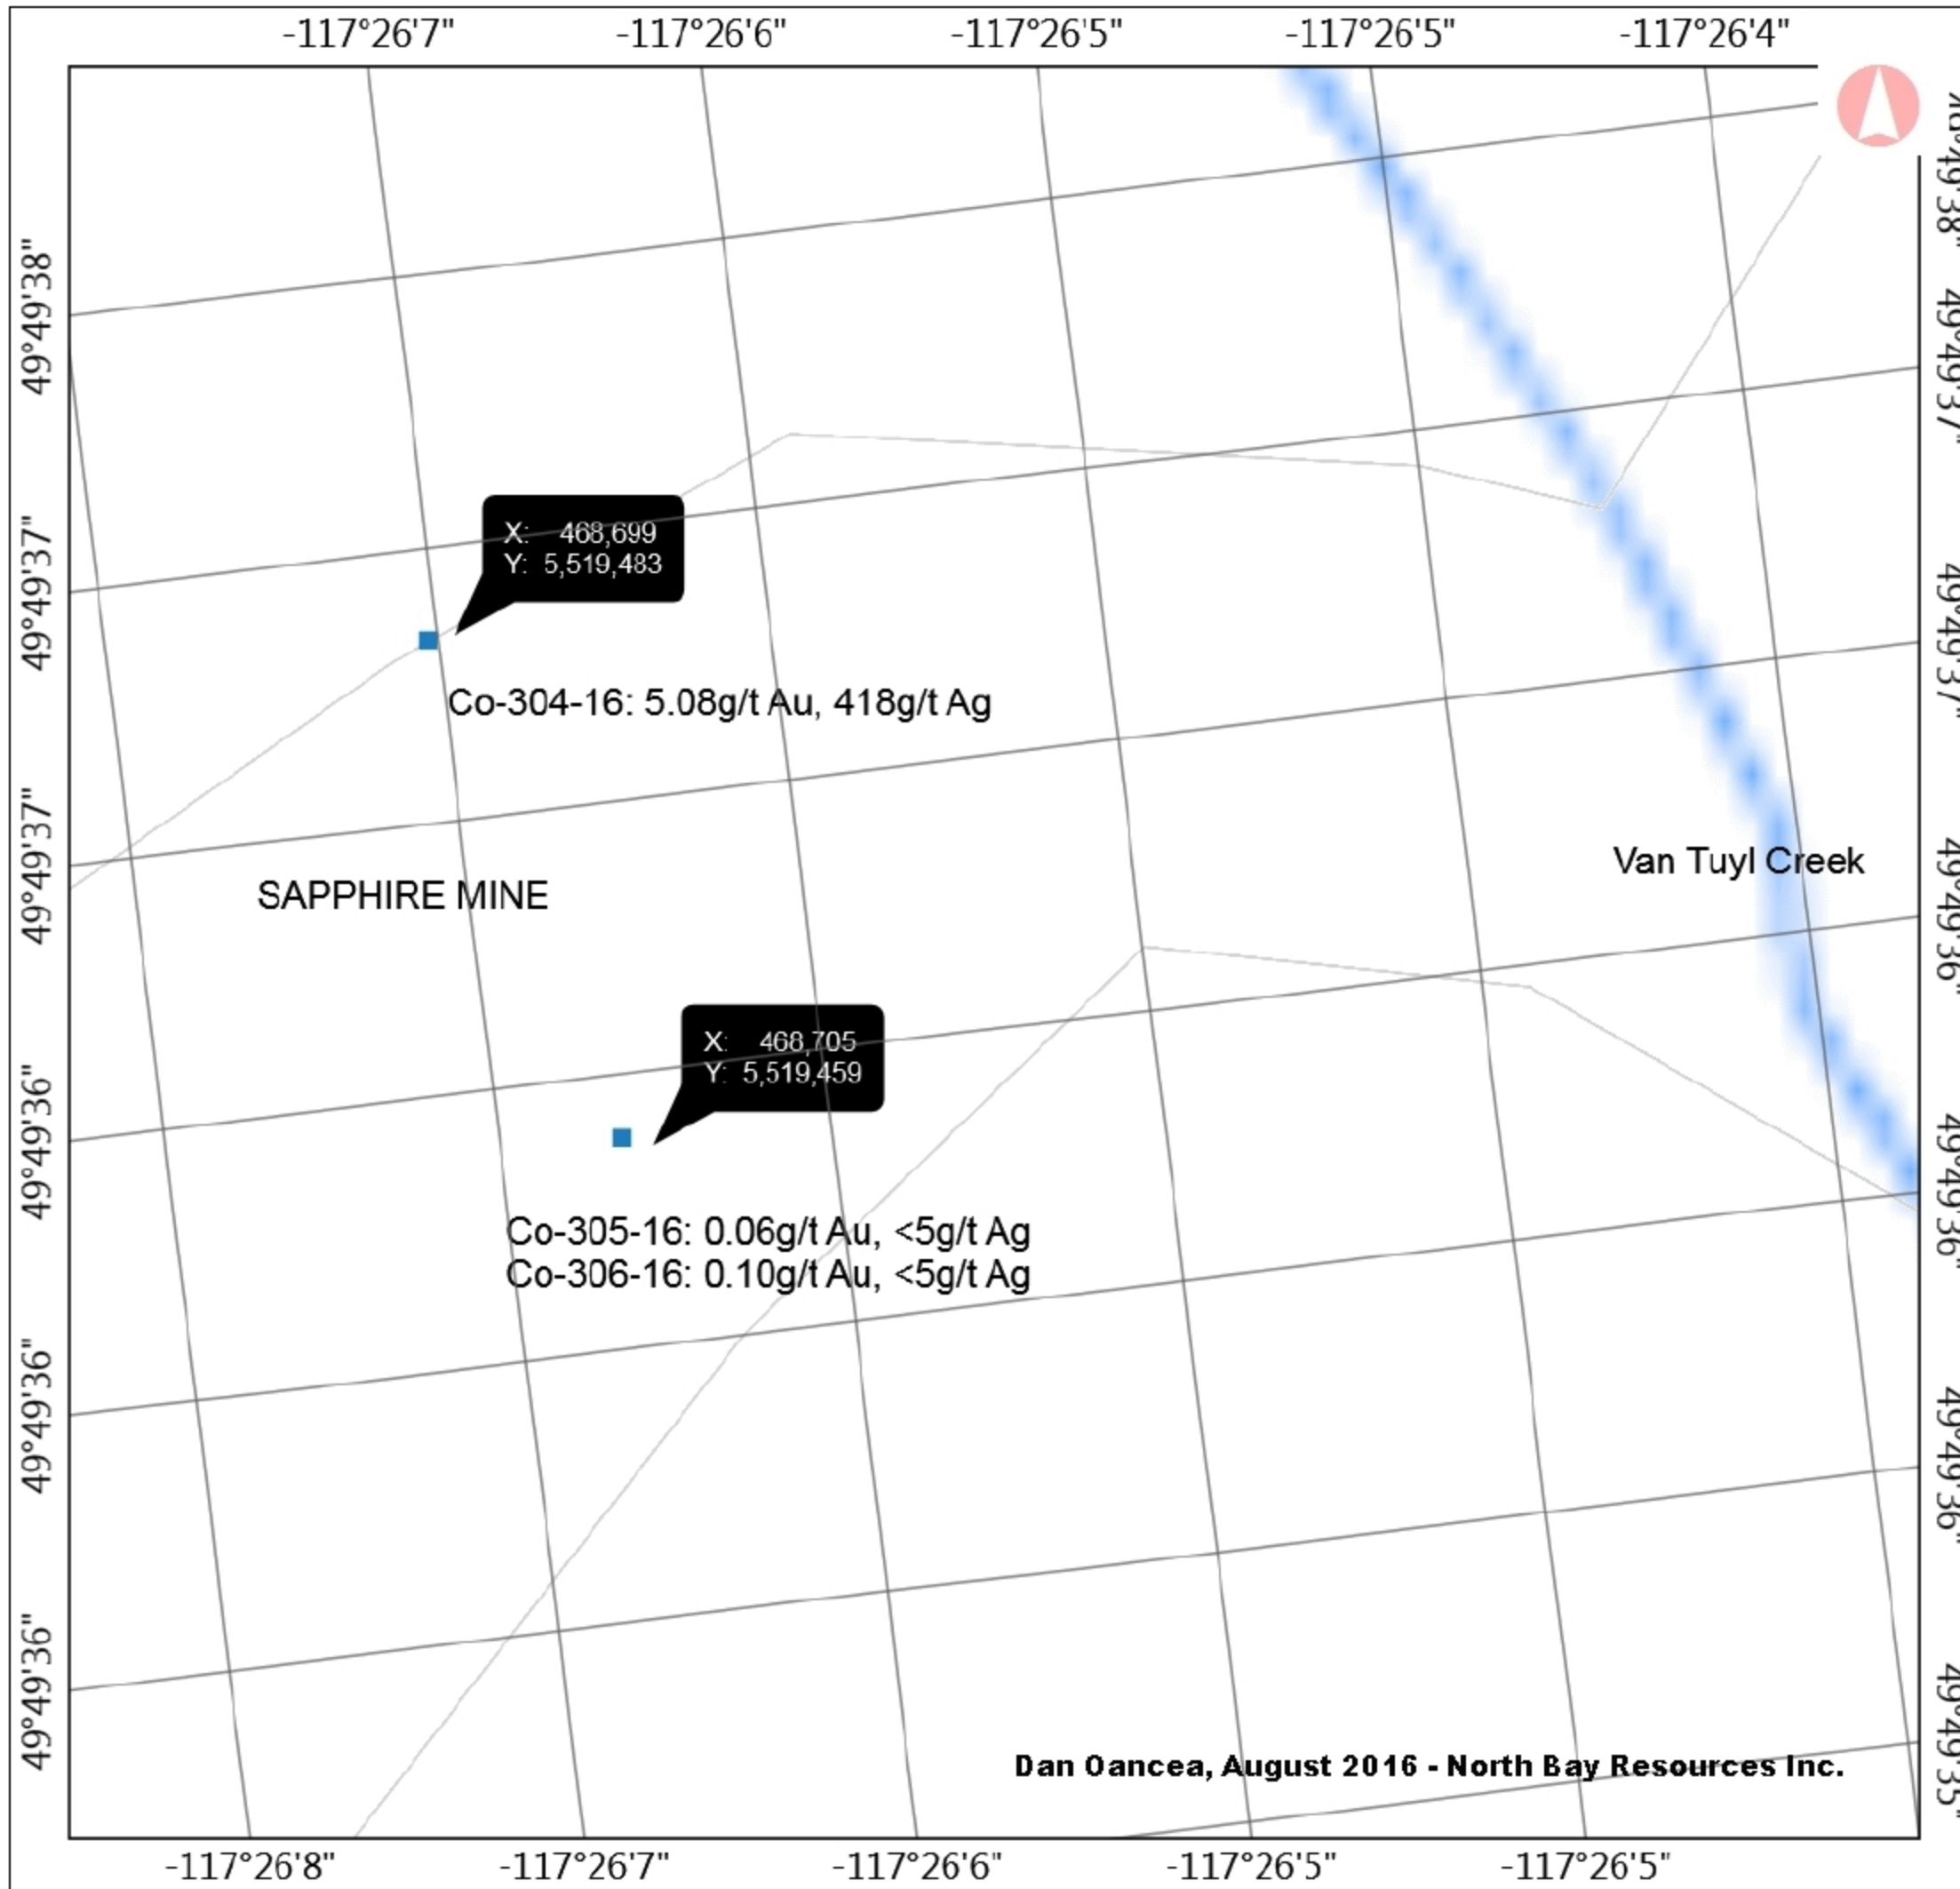 -117°26'7" -117°26'6" -117°26'5" -117°26'5" -117°26'4"
49°49'38"
49°49'37"
49°49'37"
49°49'36"
49°49'36"
49°49'36"
X: 468,699
Y: 5,519,483
Co-304-16: 5.08g/t Au, 418g/t Ag
SAPPHIRE MINE
Van Tuyl Creek
X: 468,705
Y: 5,519,459
Co-305-16: 0.06g/t Au, <5g/t Ag
Co-306-16: 0.10g/t Au, <5g/t Ag
49°49'38"
49°49'37"
49°49'37"
49°49'36"
49°49'36"
49°49'36"
49°49'35"
Dan Oancea, August 2016 - North Bay Resources Inc.
-117°26'8" -117°26'7" -117°26'6" -117°26'5" -117°26'5"